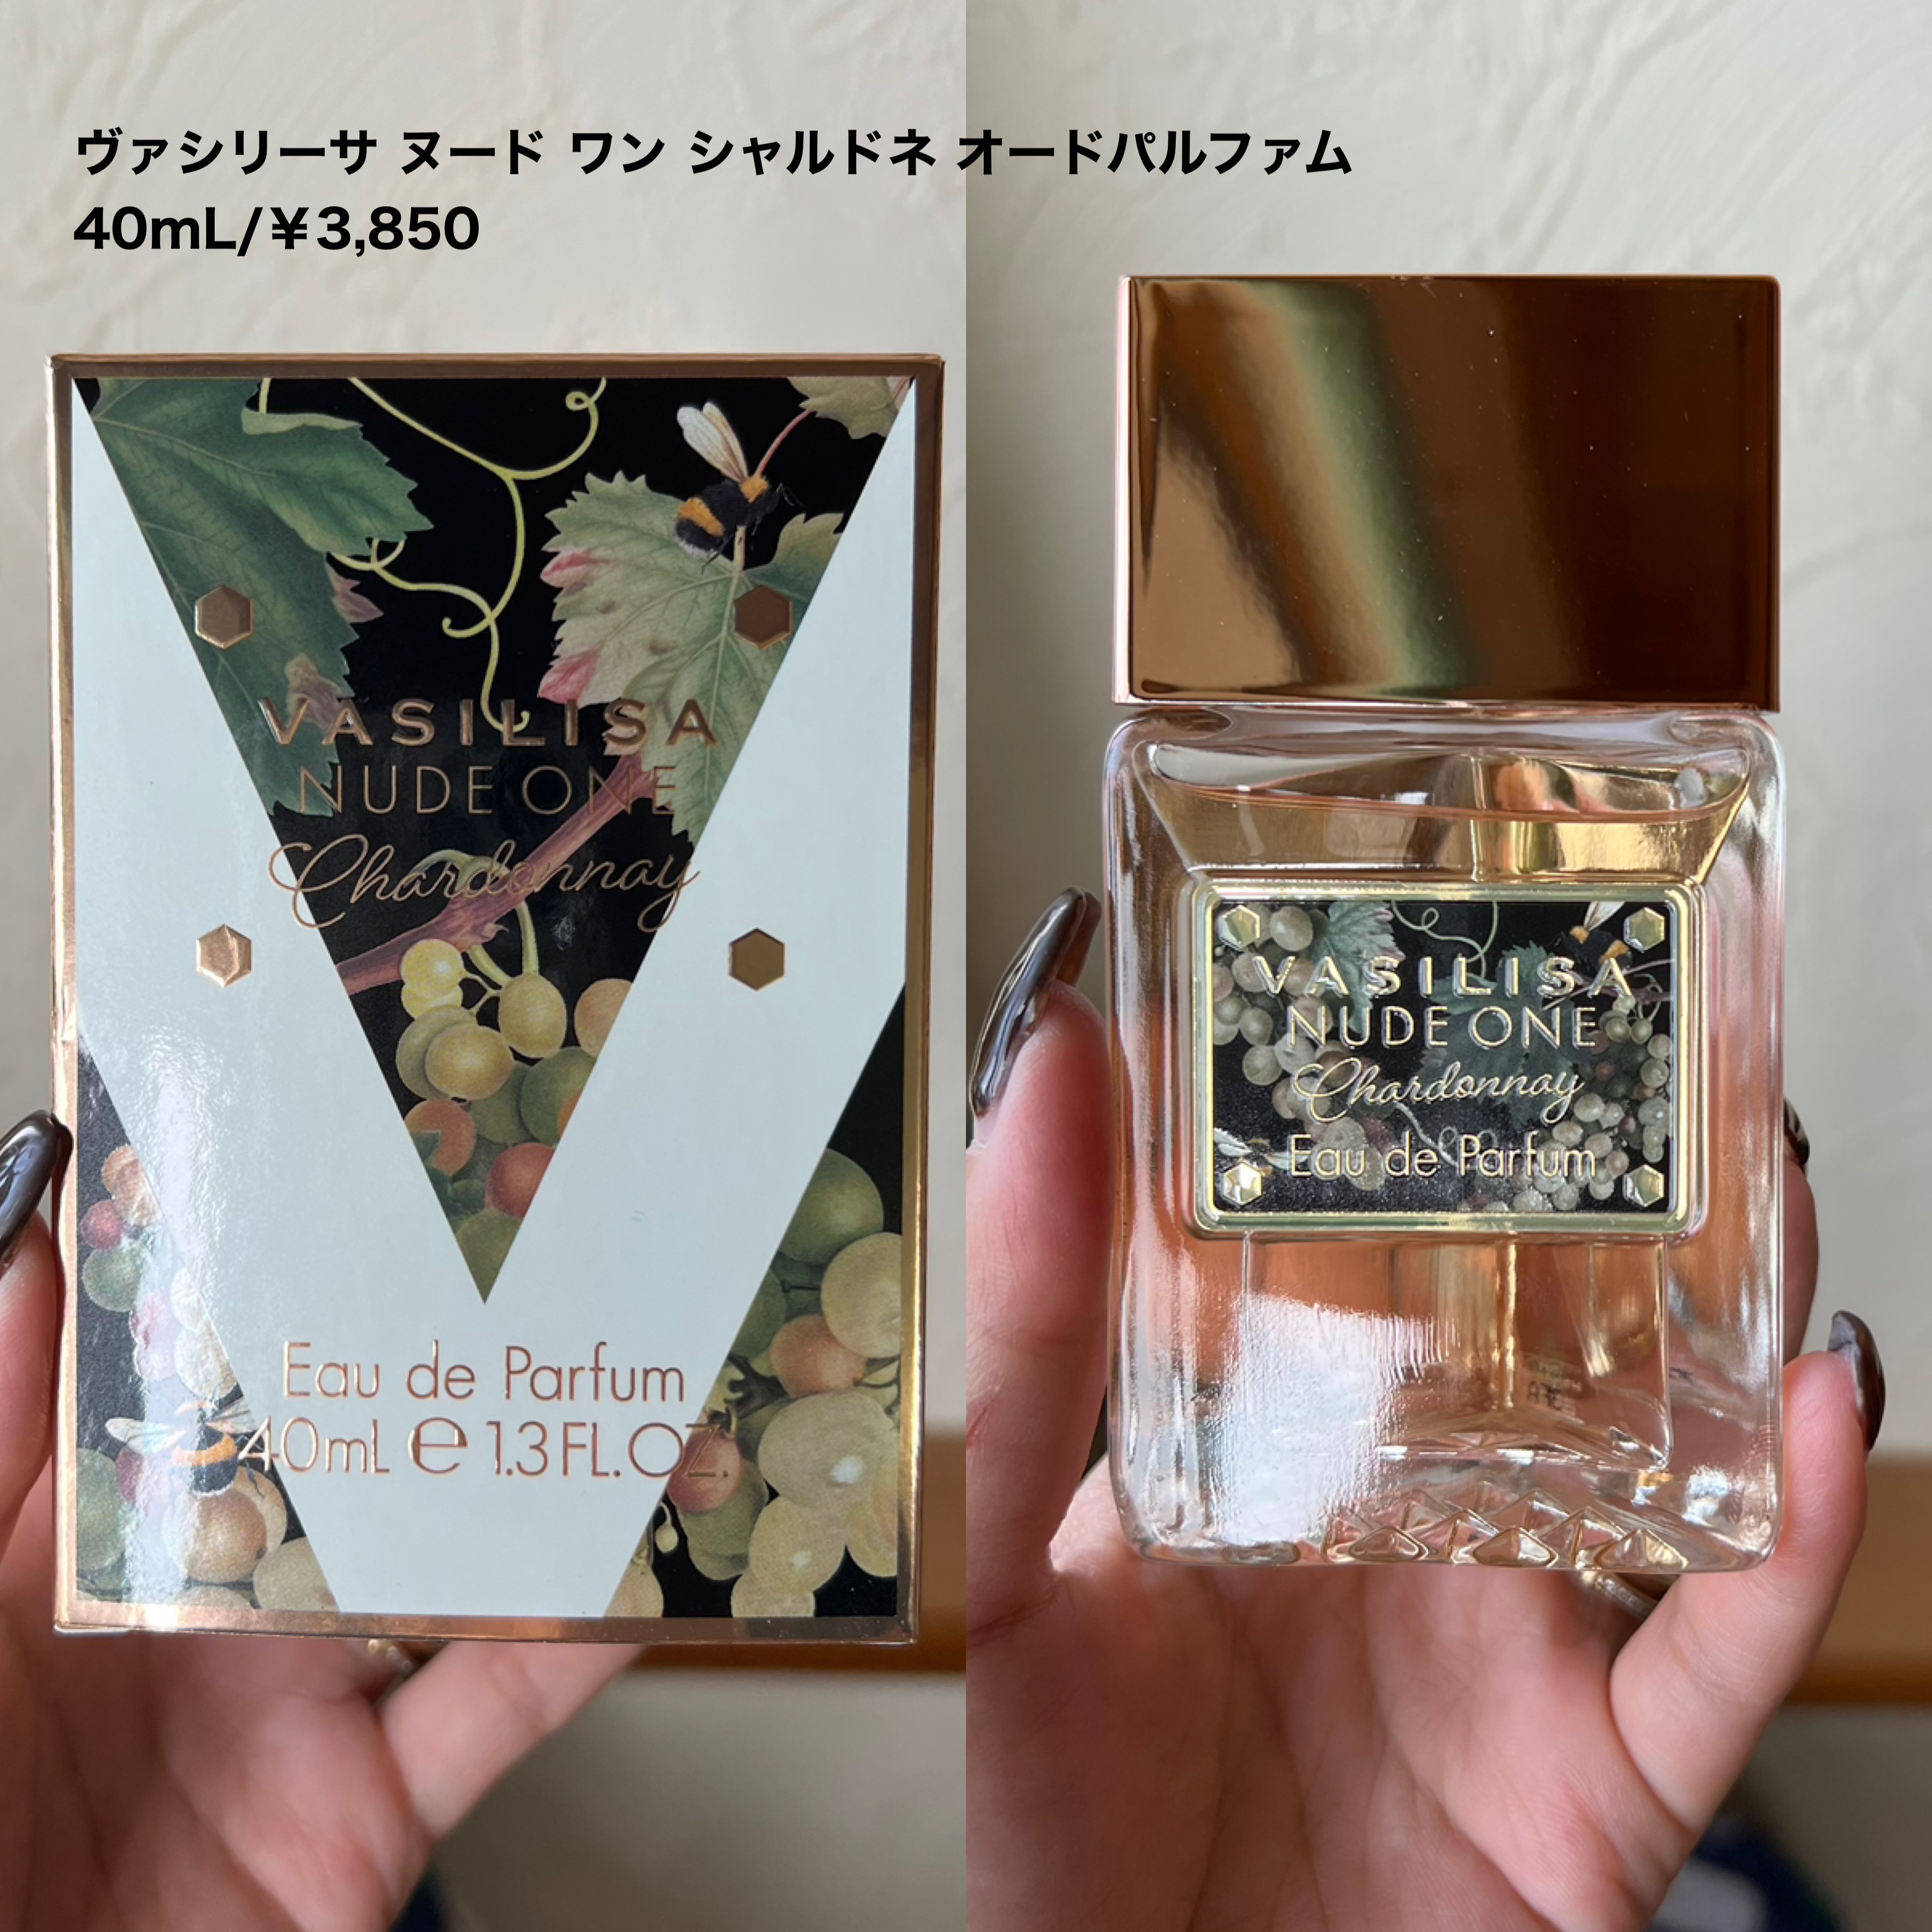 ヴァシリーサ ヌード ワン シャルドネ オードパルファム
40mL/￥3,850
VASILISA
NUDE ONE
Chardonnay
Eau de Parfum
40mL e 1.3 FL.OZ.
VASILISA
NUDE ONE
Chardonnay
Eau de Parfum